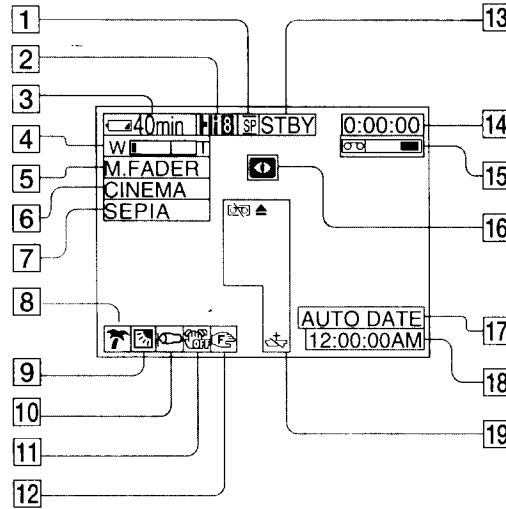 1
13
2
3
40min Hi8 SP STBY 0:00:00
14
4
W T
15
5
M.FADER
6
CINEMA
16
7
SEPIA
8
AUTO DATE
17
OFF F
12:00:00AM
18
9
10
19
11
12